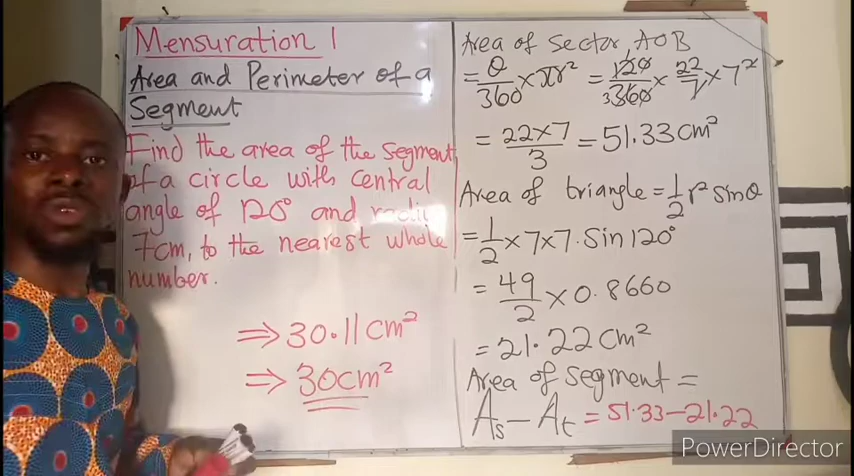 Mensuration 1
Area and Perimeter of a
Segment
Find the area of the segment
of a circle with central
angle of 120° and radius
7cm, to the nearest whole
number.
⇒ 30.11cm²
⇒ 30cm²
Area of sector, AOB
= θ/360 × πr² = 120/360 × 22/7 × 7²
3
= 22×7/3 = 51.33cm²
Area of triangle = 1/2 r² sinθ
= 1/2 × 7 × 7 . sin 120°
= 49/2 × 0.8660
= 21.22cm²
Area of segment =
As − At = 51.33 − 21.22
PowerDirector